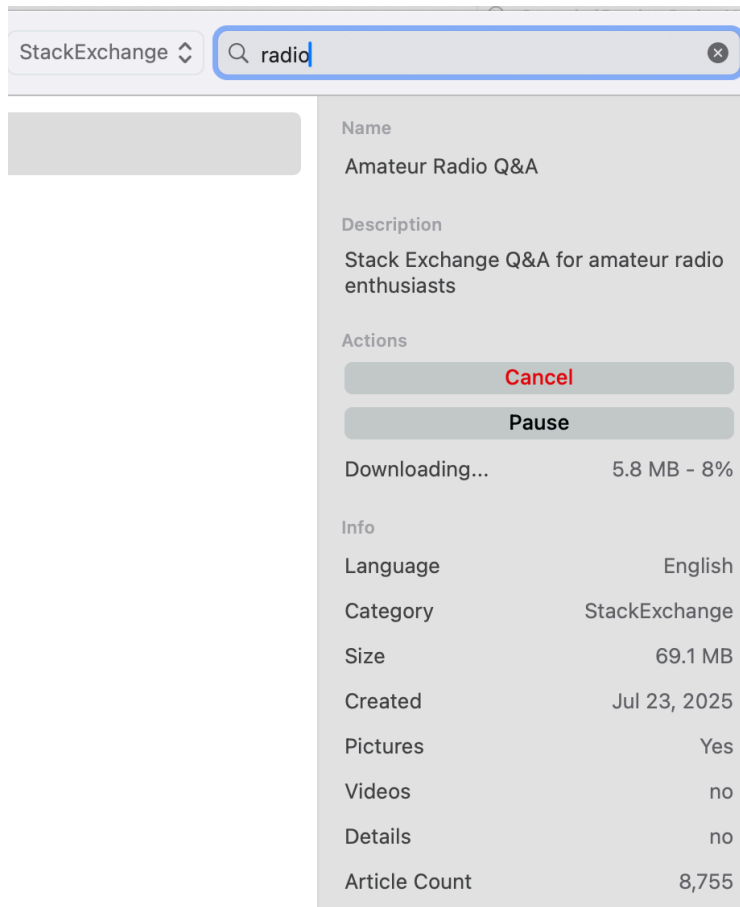 StackExchange
radio
Name
Amateur Radio Q&A
Description
Stack Exchange Q&A for amateur radio
enthusiasts
Actions
Cancel
Pause
Downloading... 5.8 MB - 8%
Info
Language English
Category StackExchange
Size 69.1 MB
Created Jul 23, 2025
Pictures Yes
Videos no
Details no
Article Count 8,755